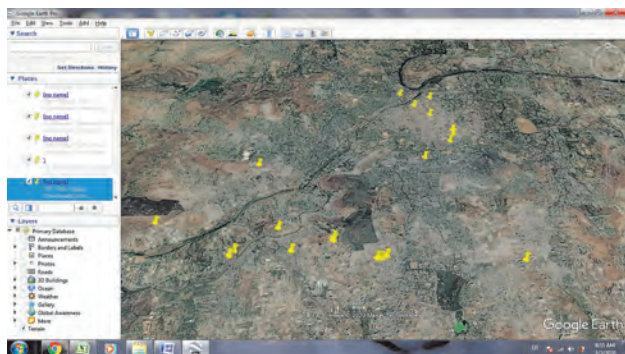 Google Earth Pro
File Edit View Tools Add Help
▼ Search
Get Directions History
▼ Places
[no name]
[no name]
[no name]
1
▼ Layers
Primary Database
Announcements
Borders and Labels
Places
Photos
Roads
3D Buildings
Ocean
Weather
Gallery
Global Awareness
More
Terrain
Google Earth